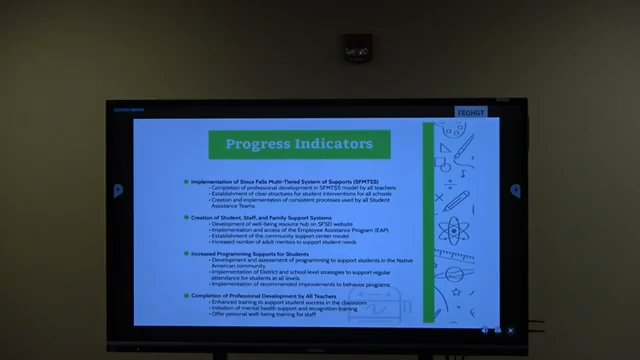 Progress Indicators
Implementation of Sioux Falls Multi-Tiered System of Supports (SFMTSS)
• Completion of professional development in SFMTSS model by all teachers
• Establishment of clear structures for student interventions for all schools
• Creation and implementation of consistent processes used by all Student
Assistance Teams
Creation of Student, Staff, and Family Support Systems
• Development of well-being resource hub on SFSD website
• Implementation and access of the Employee Assistance Program (EAP)
• Establishment of the community support center model
• Increased number of adult mentors to support student needs
Increased Programming Supports for Students
• Development and assessment of programming to support students in the Native
American community
• Implementation of District and school level strategies to support regular
attendance for students at all levels
• Implementation of recommended improvements to behavior programs
Completion of Professional Development by All Teachers
• Enhanced training to support student success in the classroom
• Initiation of mental health support and recognition training
• Offer personal well-being training for staff